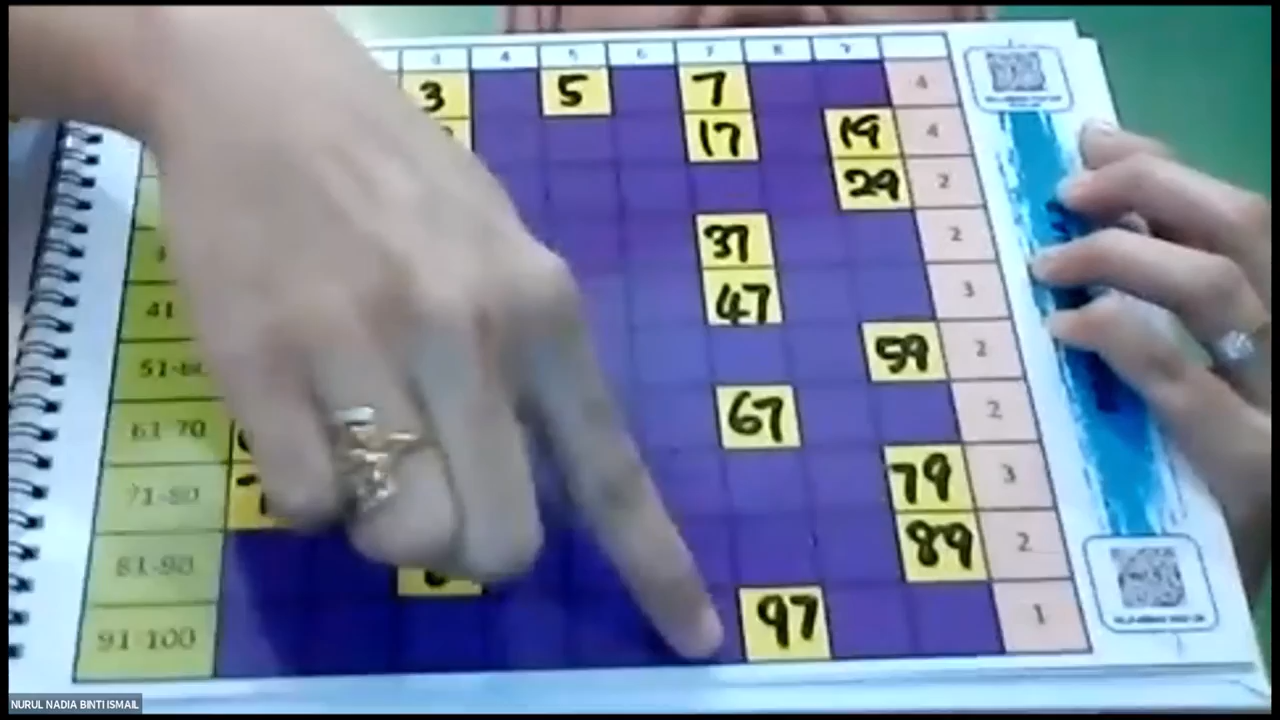 3 4 5 6 7 8 9
3 5 7 4
17 19 4
29 2
37 2
41 47 3
51-60 59 2
61-70 67 2
71-80 79 3
81-90 89 2
91-100 97 1
NURUL NADIA BINTI ISMAIL